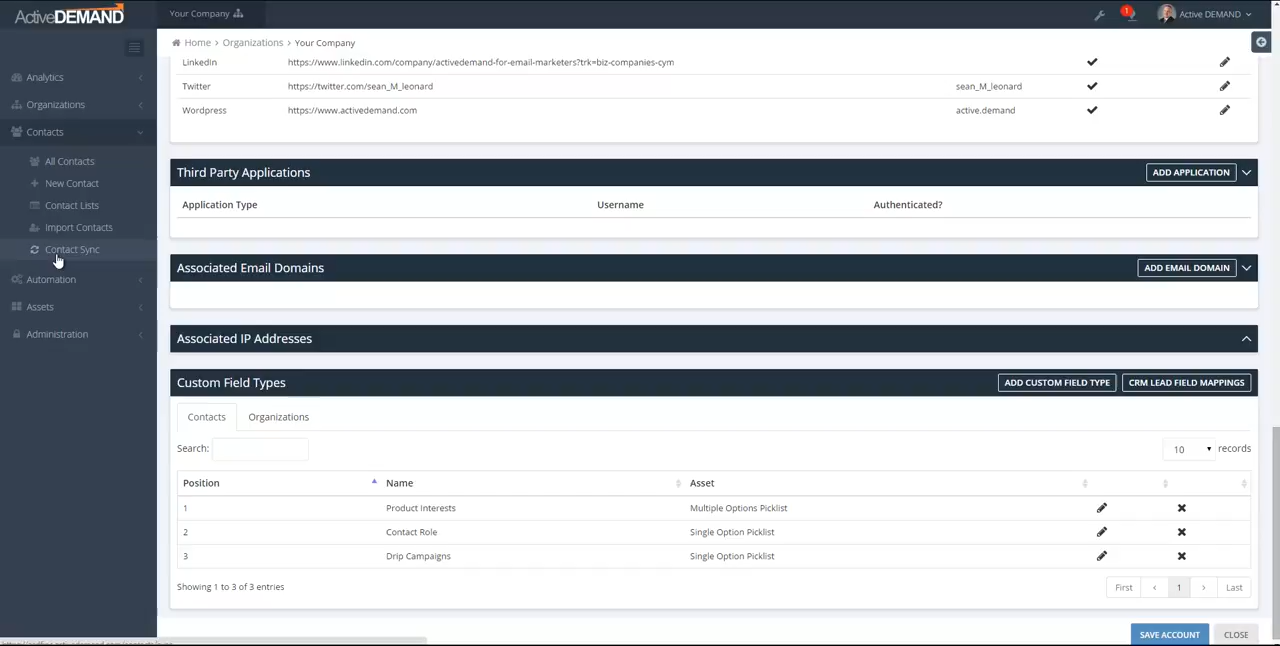 ActiveDEMAND
Your Company
1
Active DEMAND
Home > Organizations > Your Company
Analytics
Organizations
Contacts
All Contacts
New Contact
Contact Lists
Import Contacts
Contact Sync
Automation
Assets
Administration
LinkedIn https://www.linkedin.com/company/activedemand-for-email-marketers?trk=biz-companies-cym
Twitter https://twitter.com/sean_M_leonard sean_M_leonard
Wordpress https://www.activedemand.com active.demand
Third Party Applications ADD APPLICATION
Application Type Username Authenticated?
Associated Email Domains ADD EMAIL DOMAIN
Associated IP Addresses
Custom Field Types ADD CUSTOM FIELD TYPE CRM LEAD FIELD MAPPINGS
Contacts Organizations
Search: 10 records
Position Name Asset
1 Product Interests Multiple Options Picklist
2 Contact Role Single Option Picklist
3 Drip Campaigns Single Option Picklist
Showing 1 to 3 of 3 entries First ‹ 1 › Last
SAVE ACCOUNT CLOSE